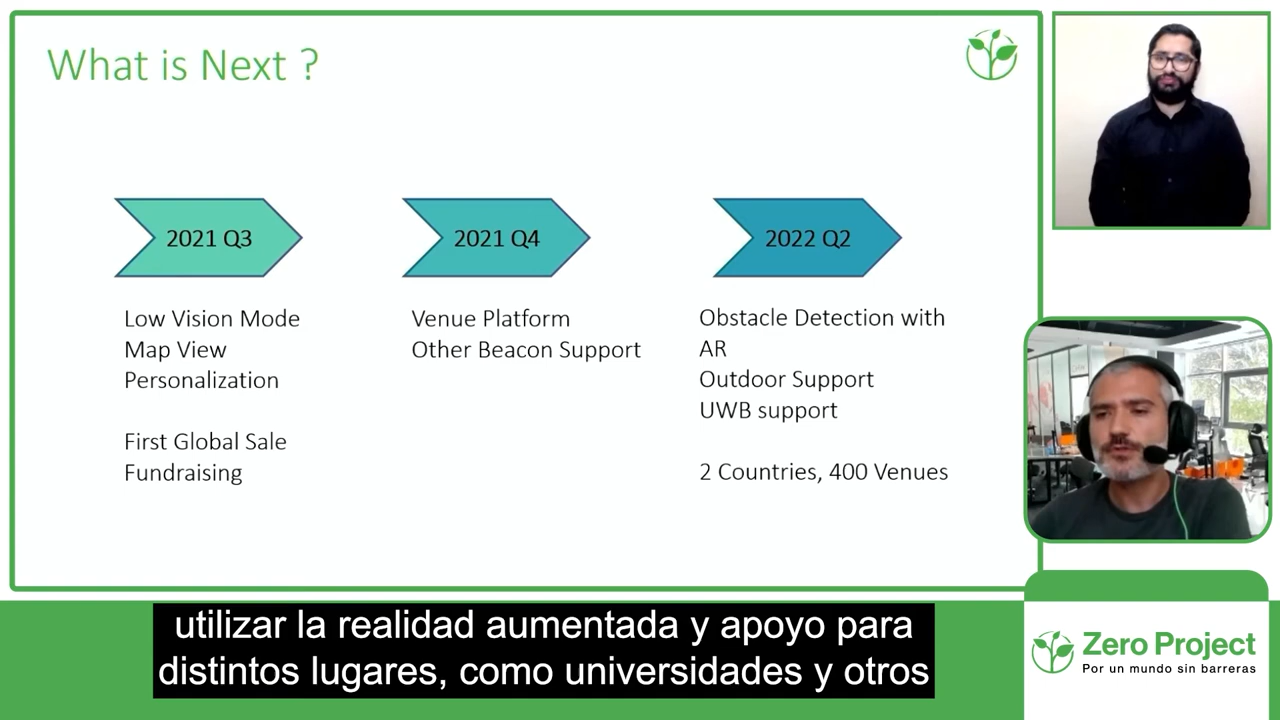 What is Next ?
2021 Q3
2021 Q4
2022 Q2
Low Vision Mode
Map View
Personalization
First Global Sale
Fundraising
Venue Platform
Other Beacon Support
Obstacle Detection with
AR
Outdoor Support
UWB support
2 Countries, 400 Venues
utilizar la realidad aumentada y apoyo para
distintos lugares, como universidades y otros
Zero Project
Por un mundo sin barreras